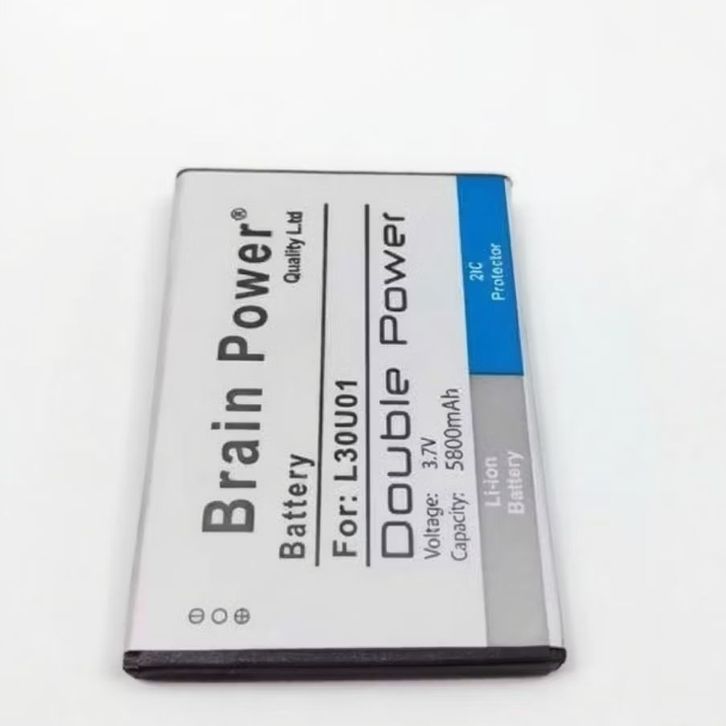 Brain Power®
Quality Ltd
Battery
For: L30U01
Double Power
Voltage: 3.7V
Capacity: 5800mAh
2IC
Protector
Li-ion
Battery